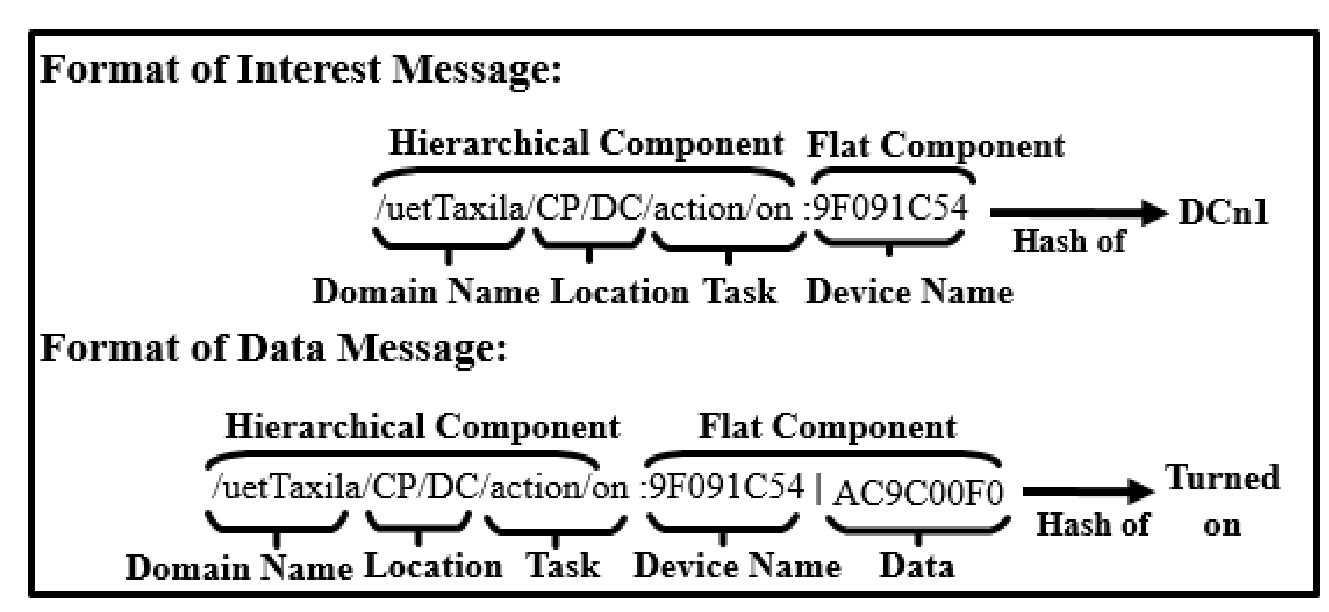 Format of Interest Message:
Hierarchical Component Flat Component
/uetTaxila/CP/DC/action/on :9F091C54 DCn1
Hash of
Domain Name Location Task Device Name
Format of Data Message:
Hierarchical Component Flat Component
/uetTaxila/CP/DC/action/on :9F091C54 | AC9C00F0 Turned
Hash of on
Domain Name Location Task Device Name Data